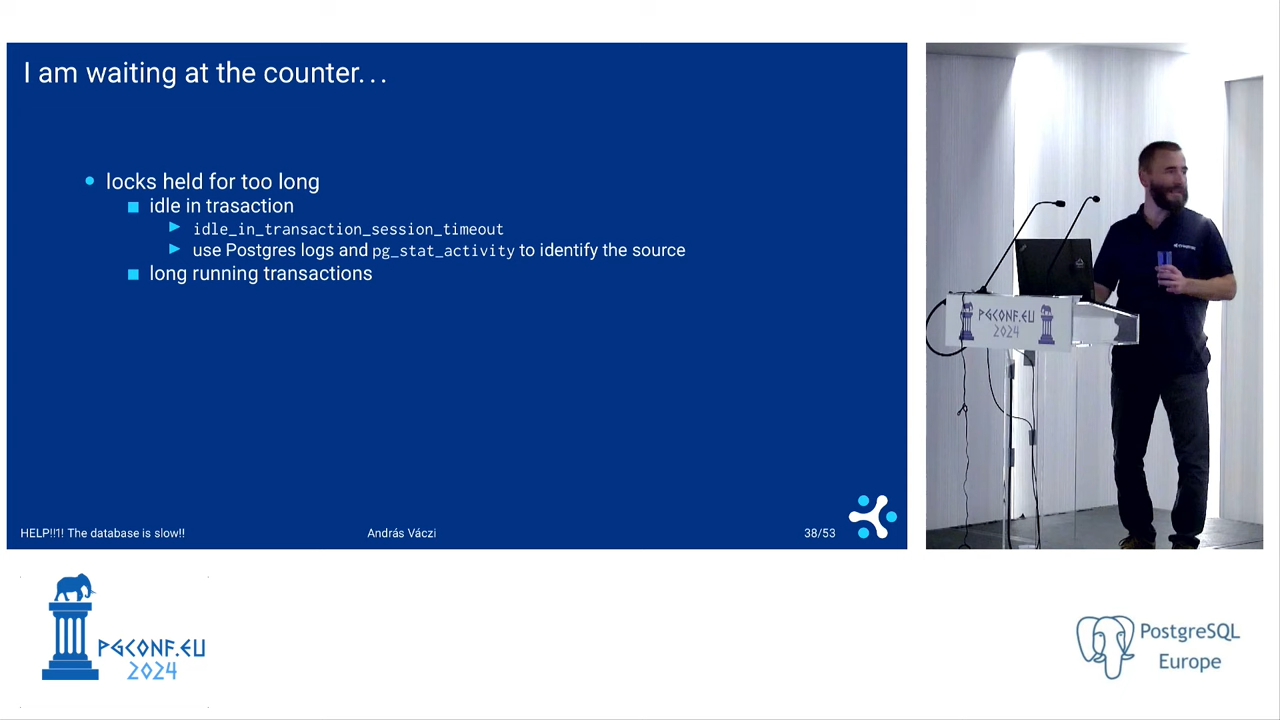 I am waiting at the counter...
locks held for too long
idle in trasaction
idle_in_transaction_session_timeout
use Postgres logs and pg_stat_activity to identify the source
long running transactions
HELP!!1! The database is slow!!
András Váczi
38/53
PGCONF.EU
2024
PGCONF.EU
2024
PostgreSQL
Europe